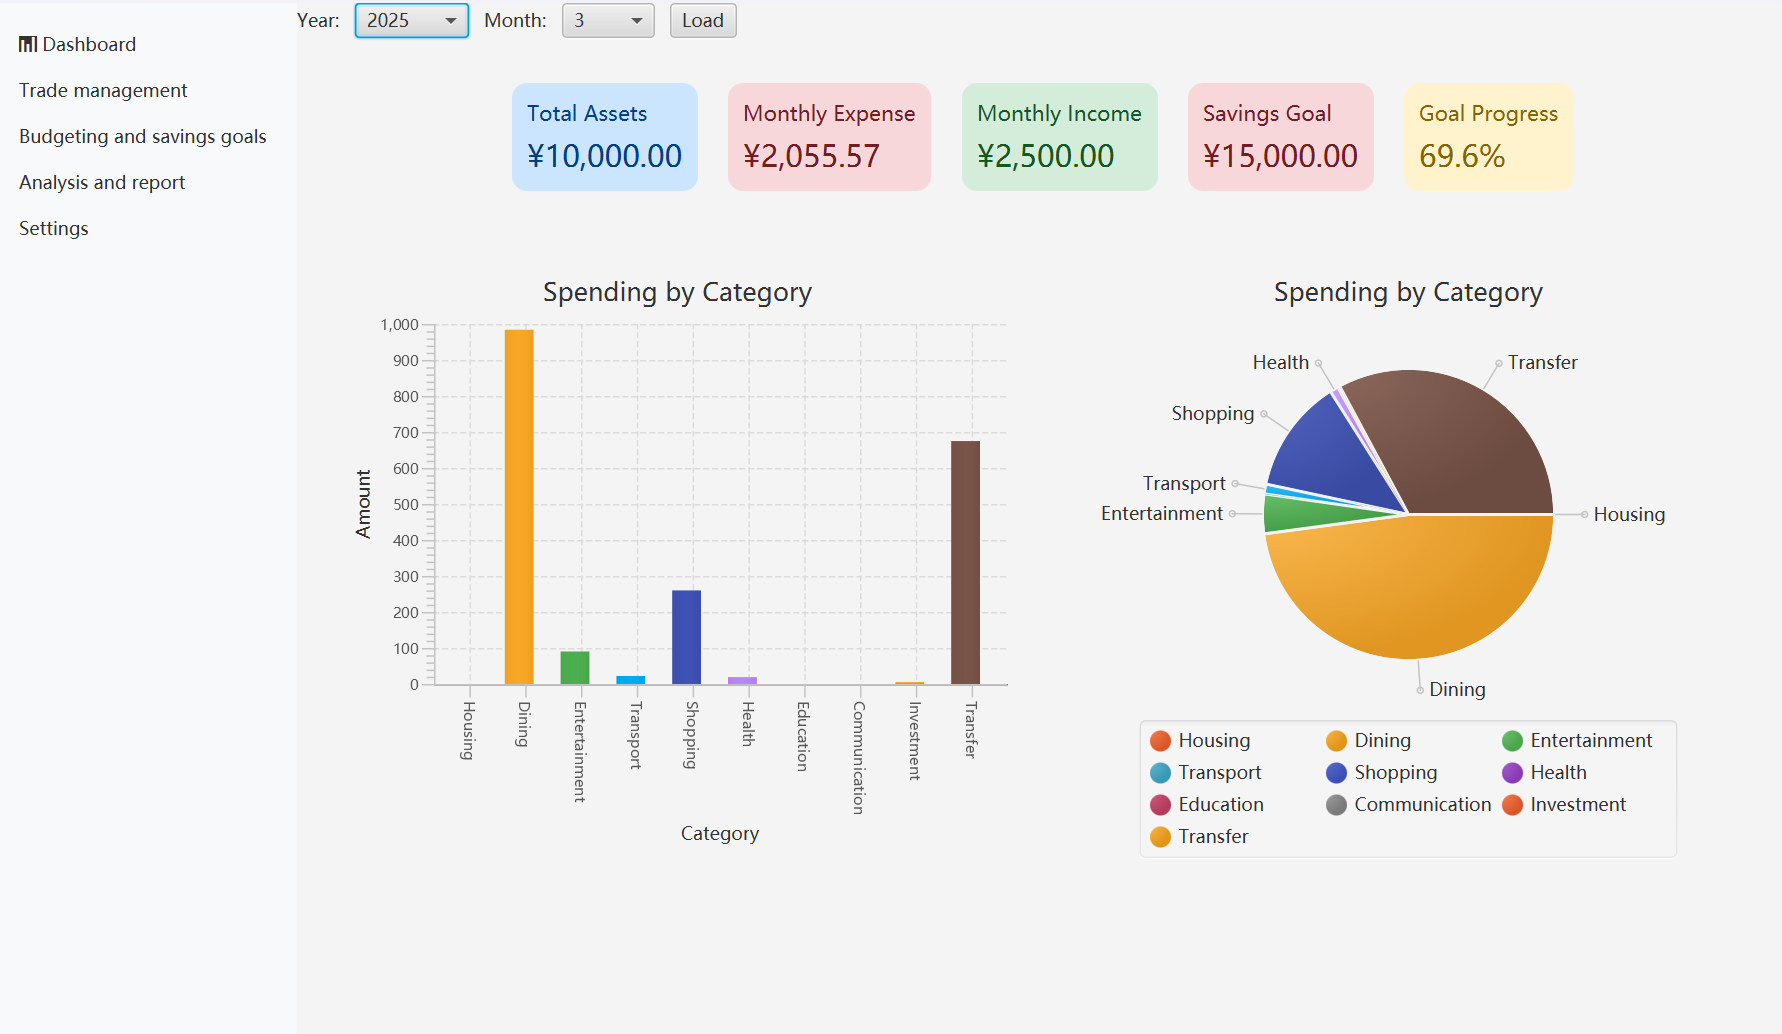 Year: 2025 Month: 3 Load
Dashboard
Trade management
Budgeting and savings goals
Analysis and report
Settings
Total Assets
¥10,000.00
Monthly Expense
¥2,055.57
Monthly Income
¥2,500.00
Savings Goal
¥15,000.00
Goal Progress
69.6%
Spending by Category
1,000
900
800
700
600
500
400
300
200
100
0
Amount
Housing
Dining
Entertainment
Transport
Shopping
Health
Education
Communication
Investment
Transfer
Category
Spending by Category
Health
Transfer
Shopping
Transport
Entertainment
Housing
Dining
Housing Dining Entertainment
Transport Shopping Health
Education Communication Investment
Transfer